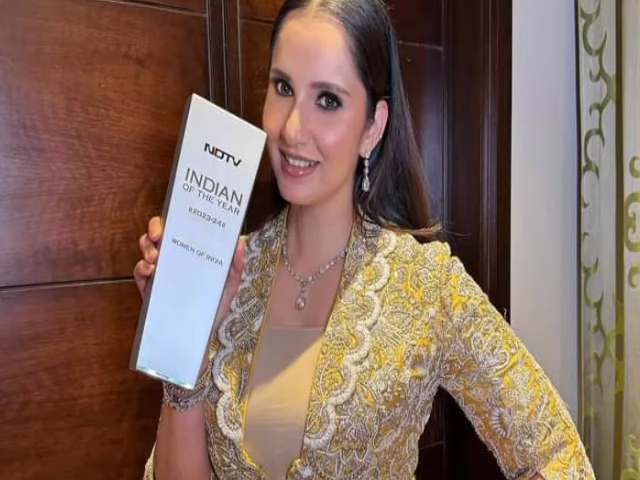 NDTV
INDIAN
OF THE YEAR
#2023-24#
WOMEN OF INDIA